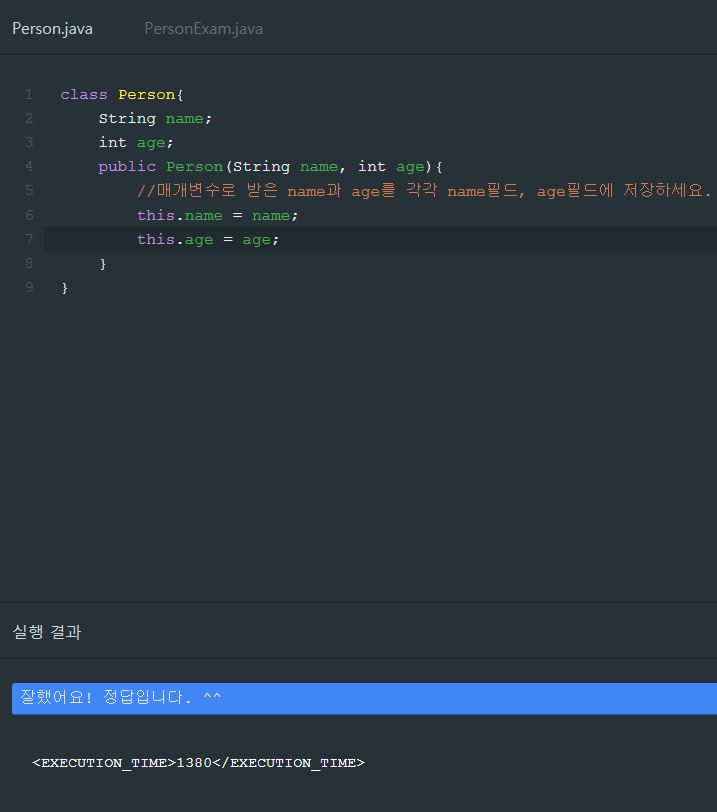 Person.java PersonExam.java
1 class Person{
2 String name;
3 int age;
4 public Person(String name, int age){
5 //매개변수로 받은 name과 age를 각각 name필드, age필드에 저장하세요.
6 this.name = name;
7 this.age = age;
8 }
9 }
실행 결과
잘했어요! 정답입니다. ^^
<EXECUTION_TIME>1380</EXECUTION_TIME>